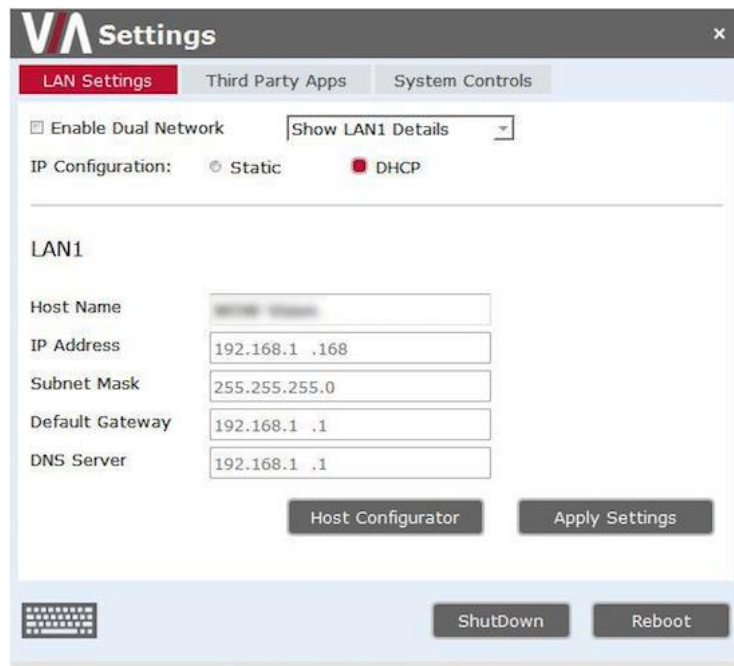 VIA Settings ×
LAN Settings Third Party Apps System Controls
Enable Dual Network Show LAN1 Details
IP Configuration: Static DHCP
LAN1
Host Name
IP Address 192.168.1 .168
Subnet Mask 255.255.255.0
Default Gateway 192.168.1 .1
DNS Server 192.168.1 .1
Host Configurator Apply Settings
ShutDown Reboot